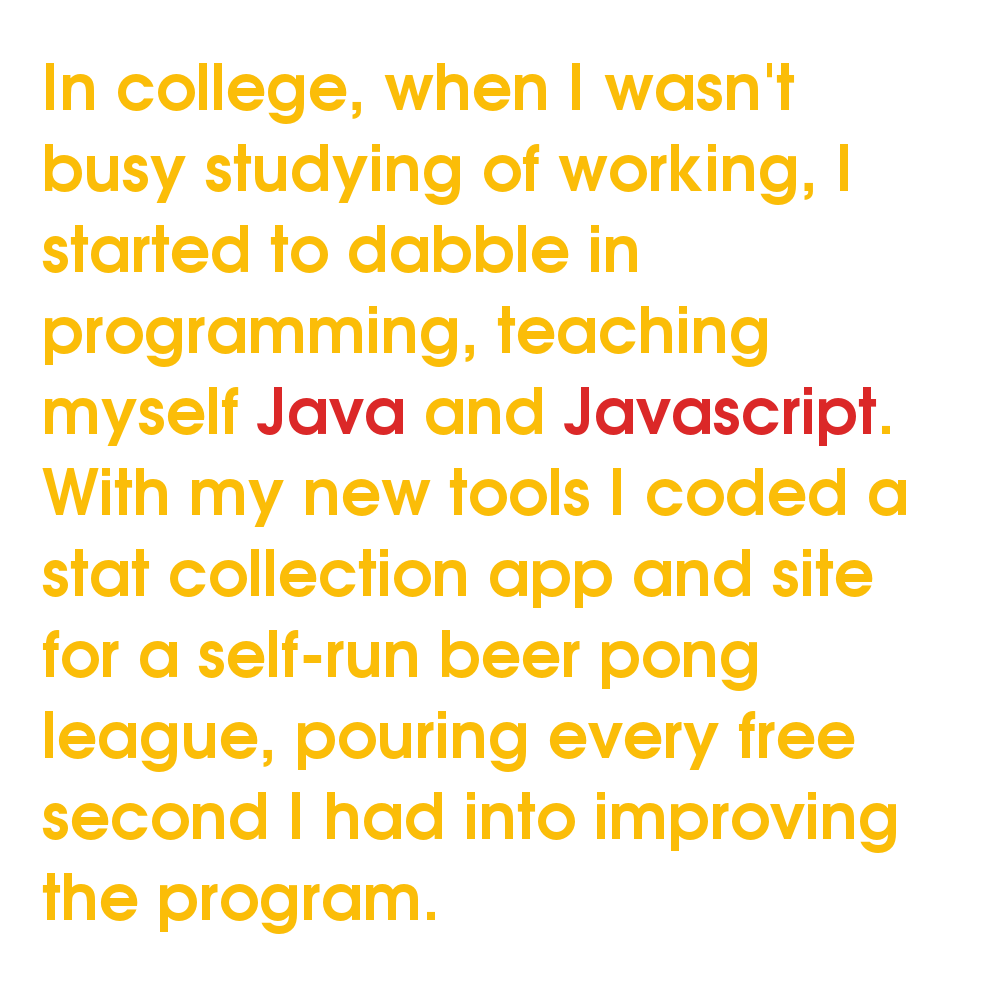 In college, when I wasn't
busy studying of working, I
started to dabble in
programming, teaching
myself Java and Javascript.
With my new tools I coded a
stat collection app and site
for a self-run beer pong
league, pouring every free
second I had into improving
the program.